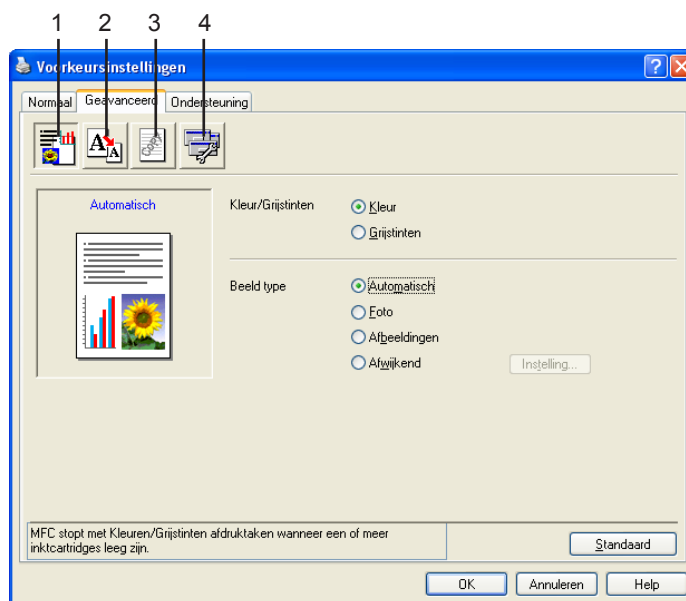 1 2 3 4
Voorkeursinstellingen
Normaal Geavanceerd Ondersteuning
A A COPY
Automatisch
Kleur/Grijstinten
Kleur
Grijstinten
Beeld type
Automatisch
Foto
Afbeeldingen
Afwijkend Instelling...
MFC stopt met Kleuren/Grijstinten afdruktaken wanneer een of meer
inktcartridges leeg zijn.
Standaard
OK Annuleren Help